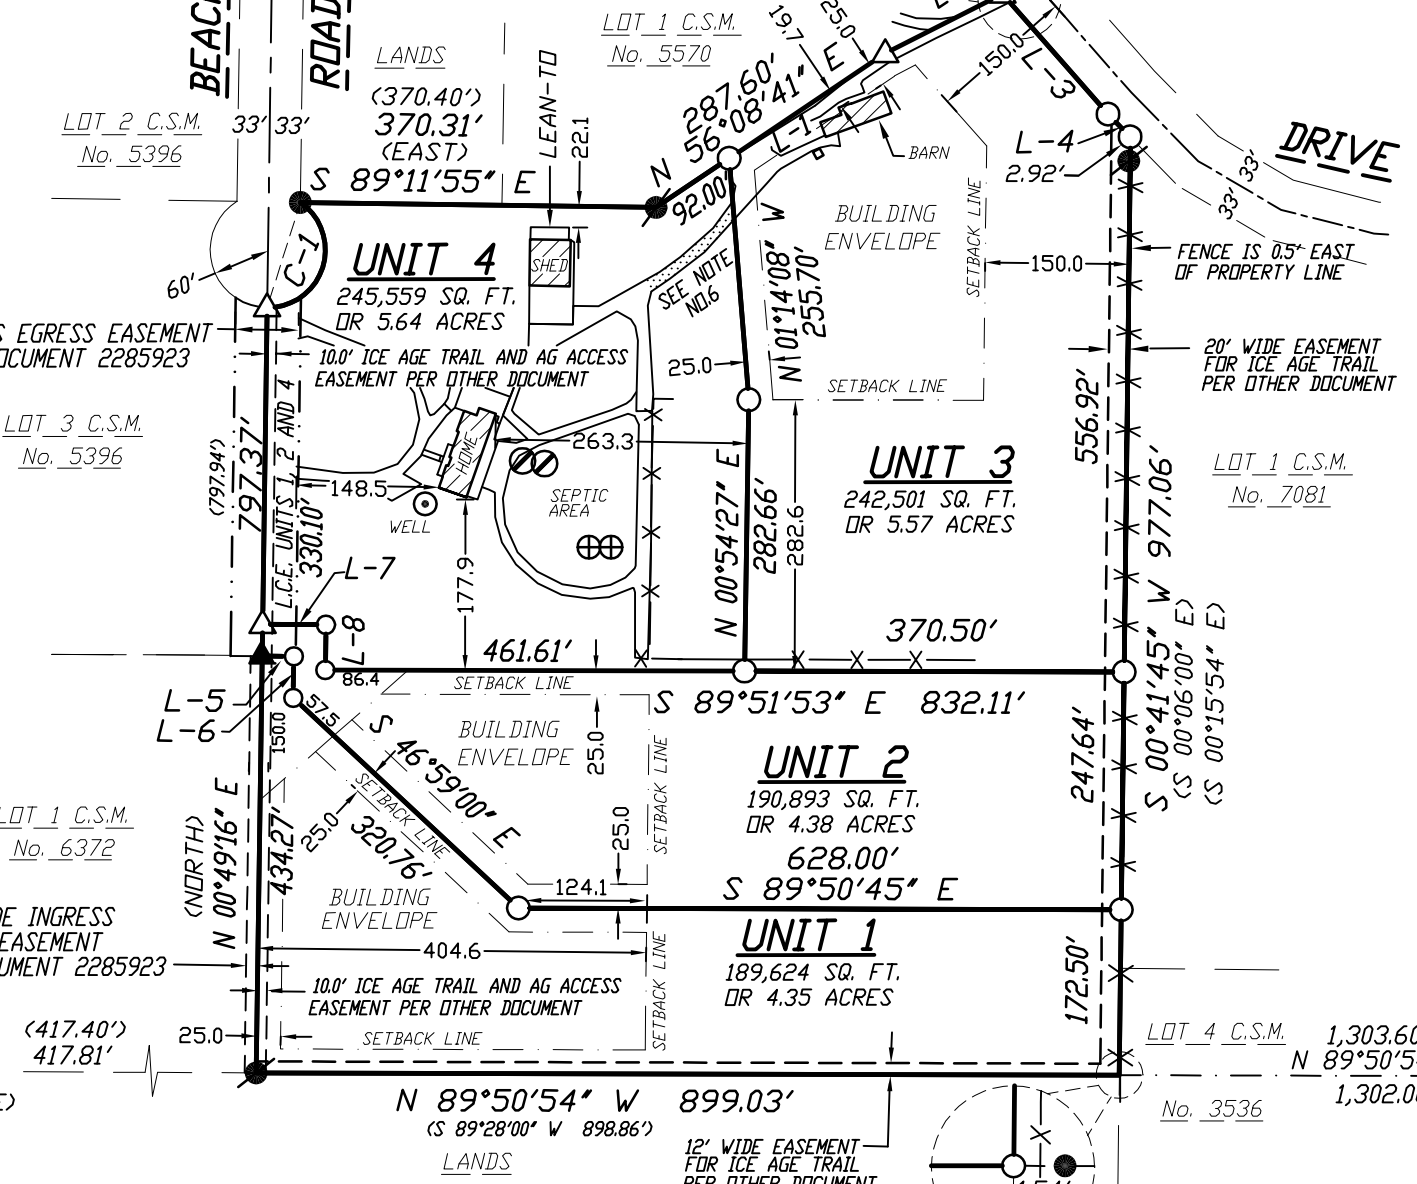 BEACH
ROAD
LANDS
LOT 1 C.S.M.
No. 5570
(370.40')
370.31'
(EAST)
S 89°11'55" E
LEAN-TO
22.1
LOT 2 C.S.M.
No. 5396
33' 33'
19.7
25.0
287.60'
N 56°08'41" E
92.00'
L-1
BARN
150.0
L-3
L-4
2.92'
DRIVE
33'
33'
FENCE IS 0.5' EAST
OF PROPERTY LINE
BUILDING
ENVELOPE
SETBACK LINE
150.0
C-1
60'
UNIT 4
245,559 SQ. FT.
OR 5.64 ACRES
SHED
SEE NOTE
NO.6
N 01°14'08" W
255.70'
25.0
EGRESS EASEMENT
DOCUMENT 2285923
10.0' ICE AGE TRAIL AND AG ACCESS
EASEMENT PER OTHER DOCUMENT
SETBACK LINE
20' WIDE EASEMENT
FOR ICE AGE TRAIL
PER OTHER DOCUMENT
LOT 3 C.S.M.
No. 5396
(797.94')
797.37'
L.C.E. UNITS 1, 2 AND 4
330.10'
148.5
HOME
WELL
263.3
SEPTIC
AREA
177.9
N 00°54'27" E
282.66'
282.6
UNIT 3
242,501 SQ. FT.
OR 5.57 ACRES
556.92'
S 00°41'45" W 977.06'
(S 00°06'00" E)
(S 00°15'54" E)
LOT 1 C.S.M.
No. 7081
L-7
L-8
461.61'
370.50'
86.4
SETBACK LINE
S 89°51'53" E 832.11'
L-5
L-6
57.5
150.0
S 46°59'00" E
320.76'
SETBACK LINE
25.0
BUILDING
ENVELOPE
25.0
SETBACK LINE
25.0
UNIT 2
190,893 SQ. FT.
OR 4.38 ACRES
247.64'
628.00'
S 89°50'45" E
LOT 1 C.S.M.
No. 6372
(NORTH)
N 00°49'16" E
434.27'
BUILDING
ENVELOPE
124.1
404.6
UNIT 1
189,624 SQ. FT.
OR 4.35 ACRES
172.50'
INGRESS
EASEMENT
DOCUMENT 2285923
10.0' ICE AGE TRAIL AND AG ACCESS
EASEMENT PER OTHER DOCUMENT
SETBACK LINE
SETBACK LINE
(417.40')
417.81'
25.0
N 89°50'54" W 899.03'
(S 89°28'00" W 898.86')
LANDS
12' WIDE EASEMENT
FOR ICE AGE TRAIL
PER OTHER DOCUMENT
LOT 4 C.S.M.
No. 3536
1,303.60
N 89°50'5
1,302.0